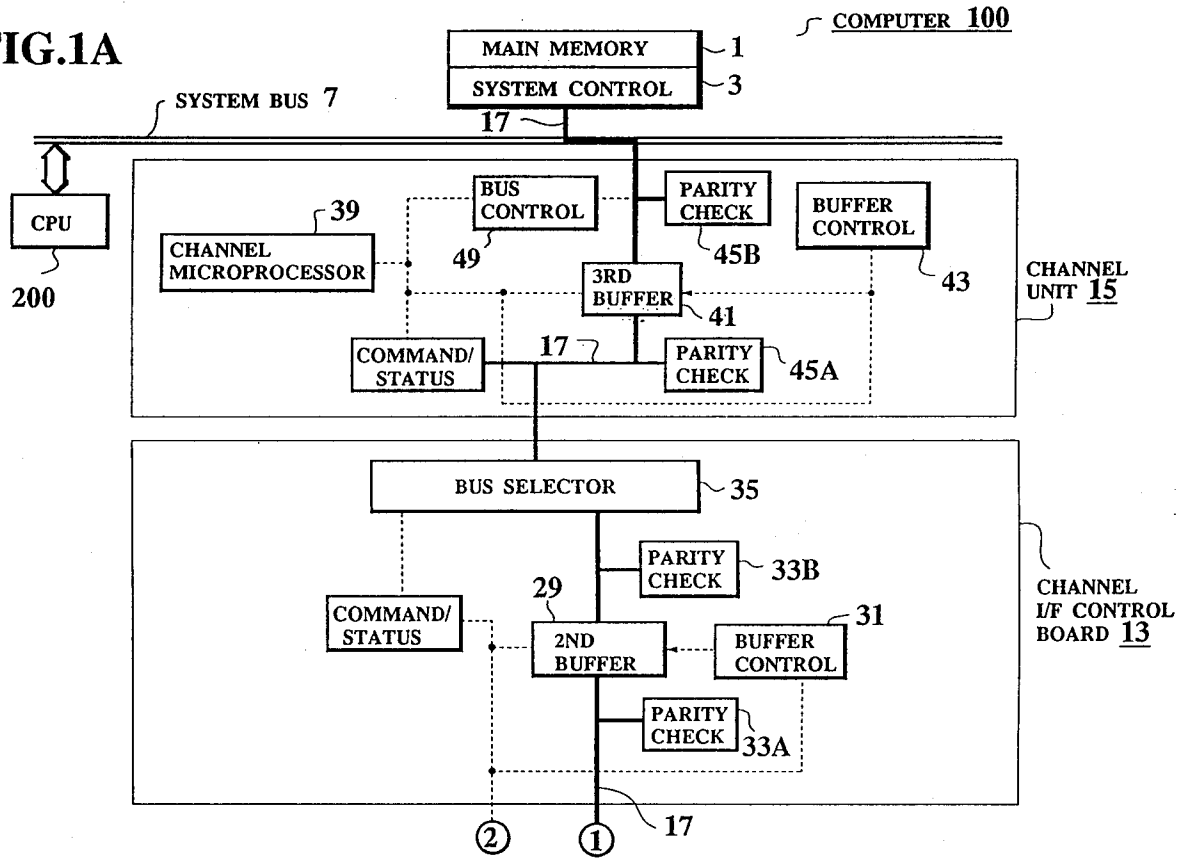 FIG.1A
COMPUTER 100
MAIN MEMORY
1
SYSTEM CONTROL
3
SYSTEM BUS 7
17
CPU
200
39
CHANNEL
MICROPROCESSOR
BUS
CONTROL
49
PARITY
CHECK
45B
BUFFER
CONTROL
43
3RD
BUFFER
41
CHANNEL
UNIT 15
COMMAND/
STATUS
17
PARITY
CHECK
45A
BUS SELECTOR
35
PARITY
CHECK
33B
COMMAND/
STATUS
29
2ND
BUFFER
31
BUFFER
CONTROL
CHANNEL
I/F CONTROL
BOARD 13
PARITY
CHECK
33A
17
2
1